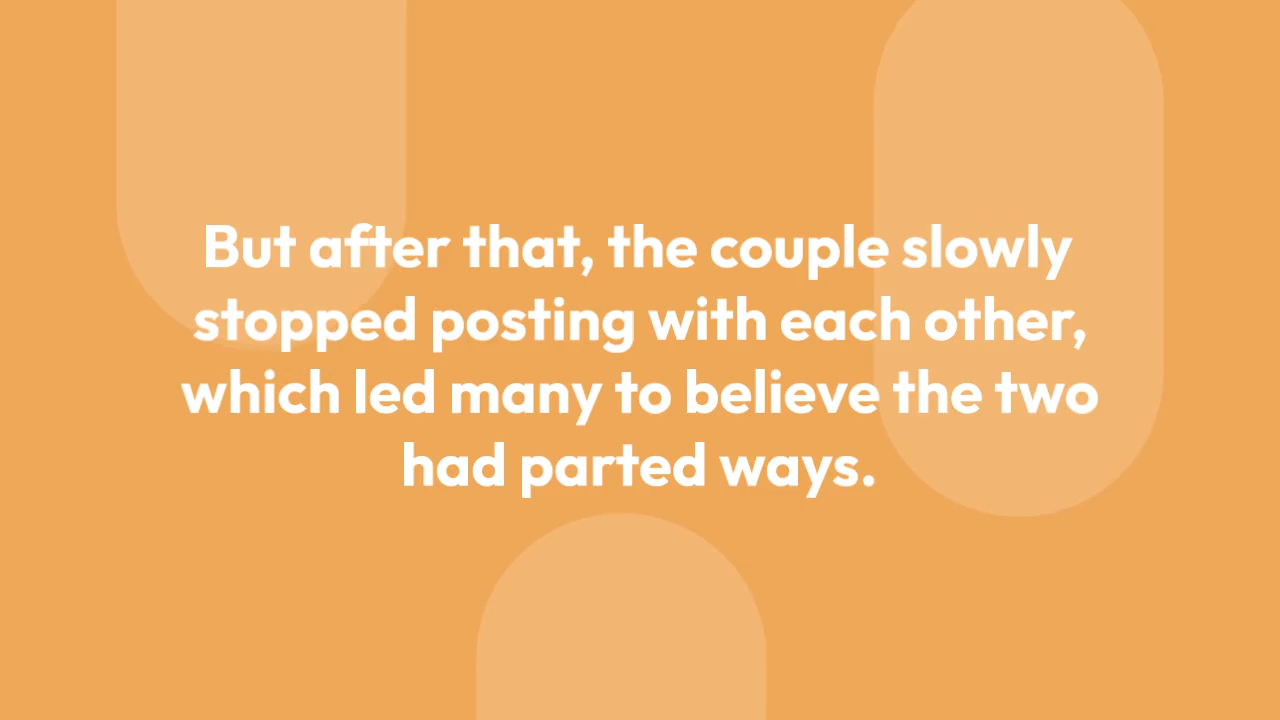 But after that, the couple slowly
stopped posting with each other,
which led many to believe the two
had parted ways.